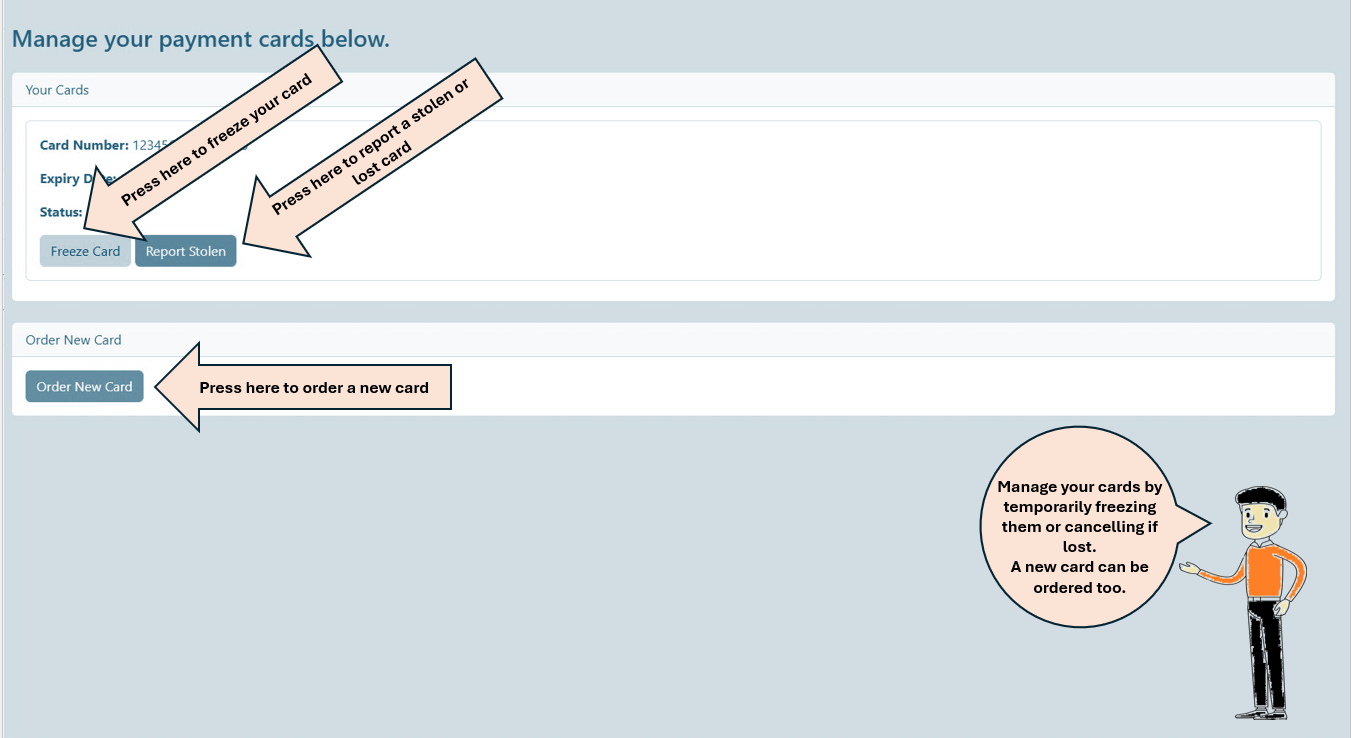 Manage your payment cards below.
Your Cards
Press here to freeze your card
Press here to report a stolen or
lost card
Card Number: 1234
Expiry
Status:
Freeze Card
Report Stolen
Order New Card
Order New Card
Press here to order a new card
Manage your cards by
temporarily freezing
them or cancelling if
lost.
A new card can be
ordered too.